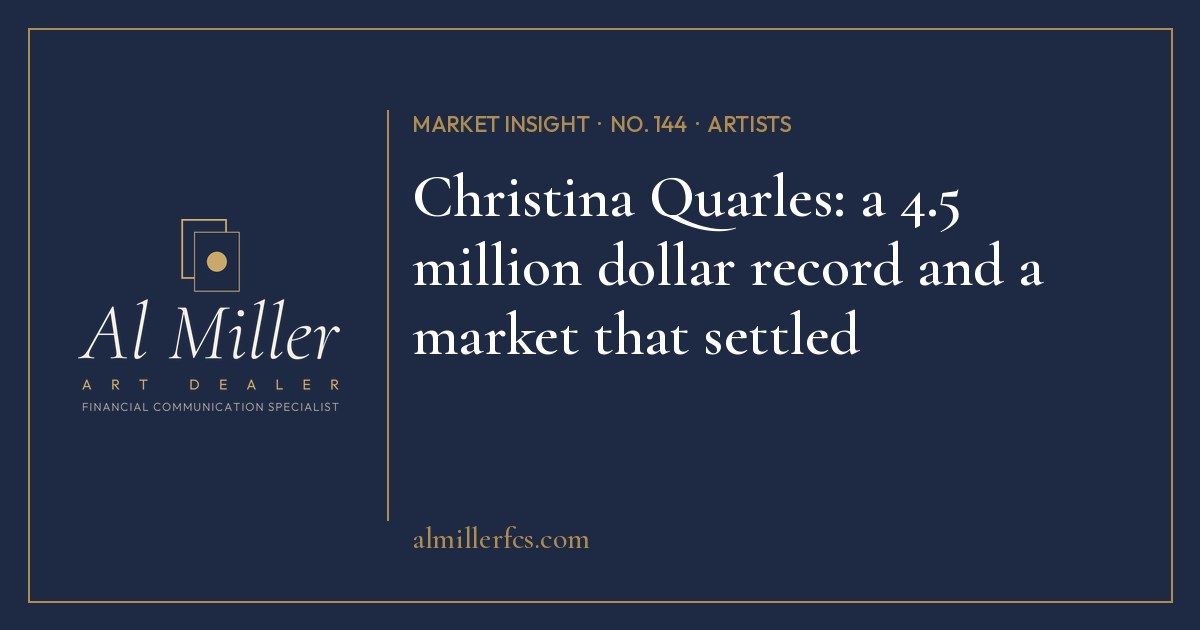 Al Miller
ART DEALER
FINANCIAL COMMUNICATION SPECIALIST
MARKET INSIGHT · NO. 144 · ARTISTS
Christina Quarles: a 4.5
million dollar record and a
market that settled
almillerfcs.com